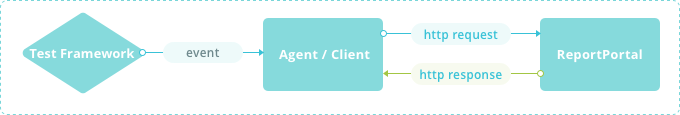 Test Framework
event
Agent / Client
http request
http response
ReportPortal